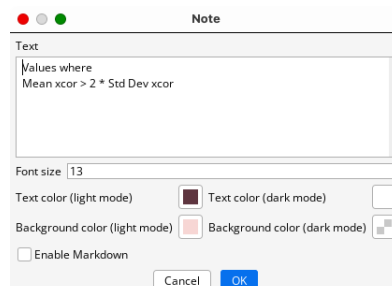 Note
Text
Values where
Mean xcor > 2 * Std Dev xcor
Font size 13
Text color (light mode) Text color (dark mode)
Background color (light mode) Background color (dark mode)
Enable Markdown
Cancel OK